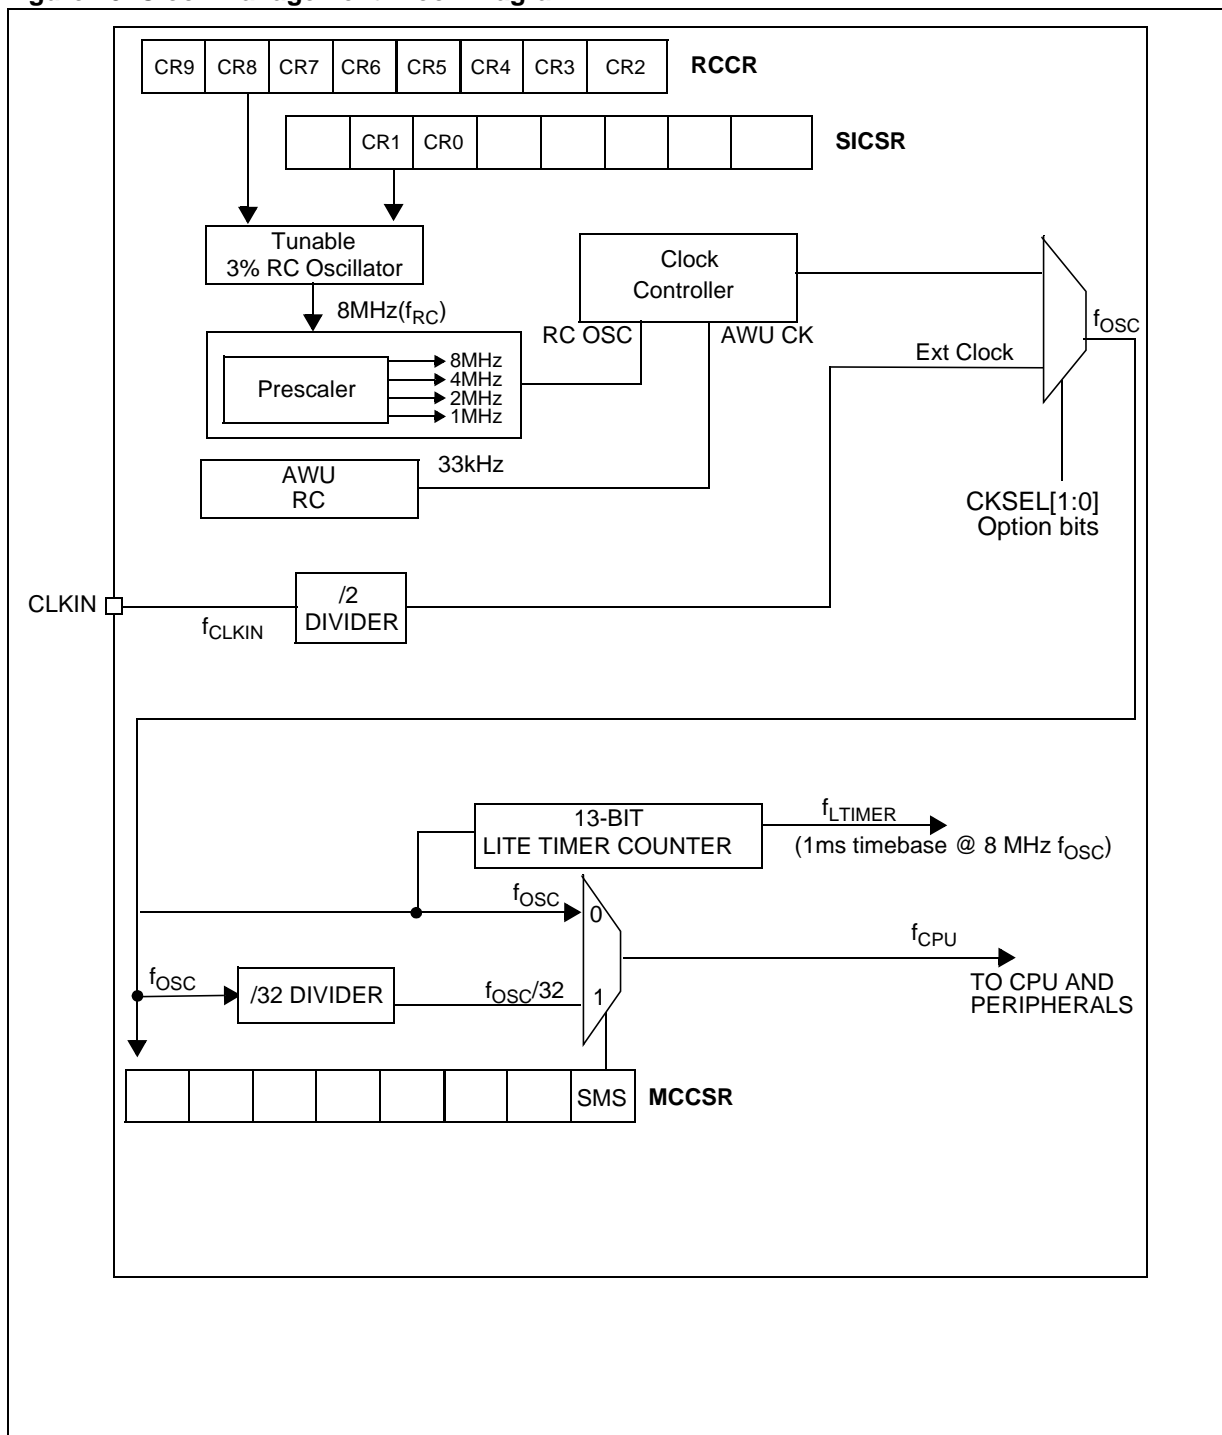 CR9 CR8 CR7 CR6 CR5 CR4 CR3 CR2 RCCR
CR1 CR0 SICSR
Tunable
3% RC Oscillator
8MHz(fRC)
Prescaler
8MHz
4MHz
2MHz
1MHz
Clock
Controller
RC OSC
AWU CK
AWU
RC
33kHz
Ext Clock
fOSC
CKSEL[1:0]
Option bits
CLKIN
fCLKIN
/2
DIVIDER
13-BIT
LITE TIMER COUNTER
fLTIMER
(1ms timebase @ 8 MHz fOSC)
fOSC
0
fCPU
TO CPU AND
PERIPHERALS
fOSC
/32 DIVIDER
fOSC/32
1
SMS MCCSR